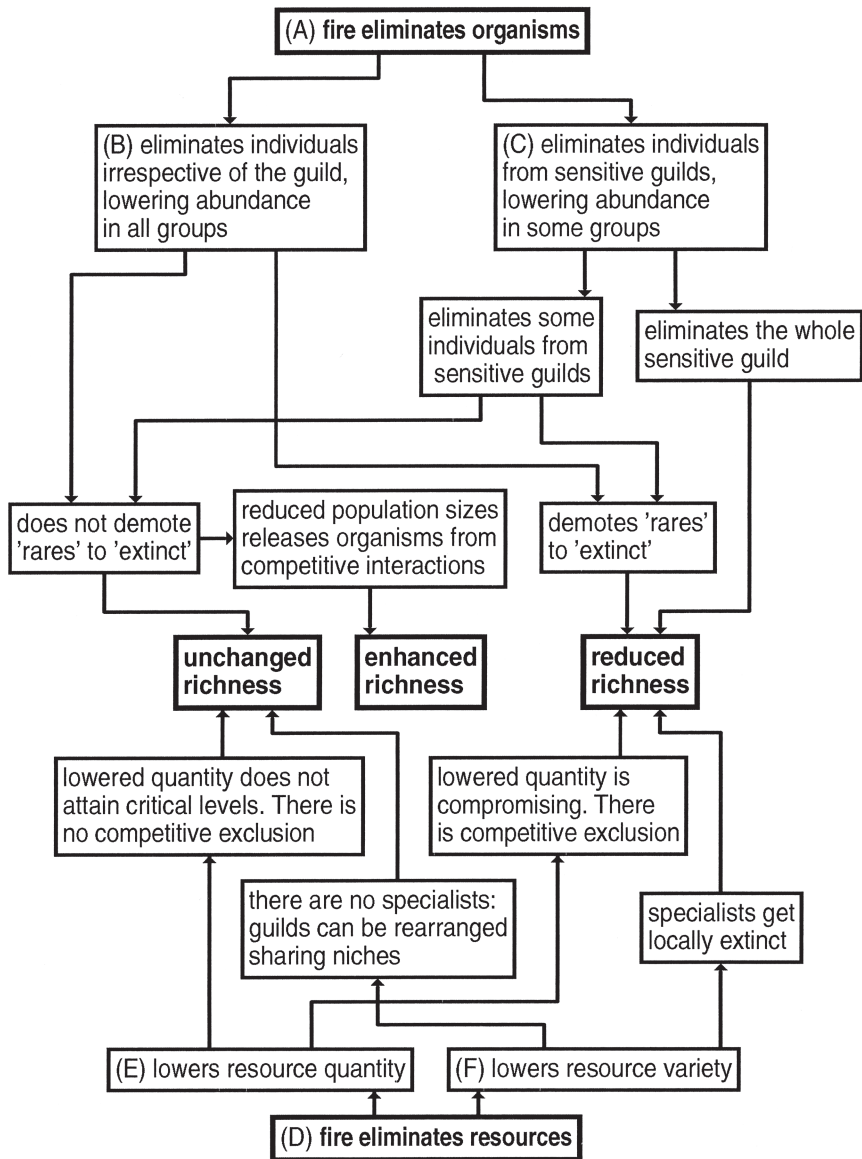 (A) fire eliminates organisms
(B) eliminates individuals
irrespective of the guild,
lowering abundance
in all groups
(C) eliminates individuals
from sensitive guilds,
lowering abundance
in some groups
eliminates some
individuals from
sensitive guilds
eliminates the whole
sensitive guild
does not demote
'rares' to 'extinct'
reduced population sizes
releases organisms from
competitive interactions
demotes 'rares'
to 'extinct'
unchanged
richness
enhanced
richness
reduced
richness
lowered quantity does not
attain critical levels. There is
no competitive exclusion
lowered quantity is
compromising. There
is competitive exclusion
there are no specialists:
guilds can be rearranged
sharing niches
specialists get
locally extinct
(E) lowers resource quantity
(F) lowers resource variety
(D) fire eliminates resources